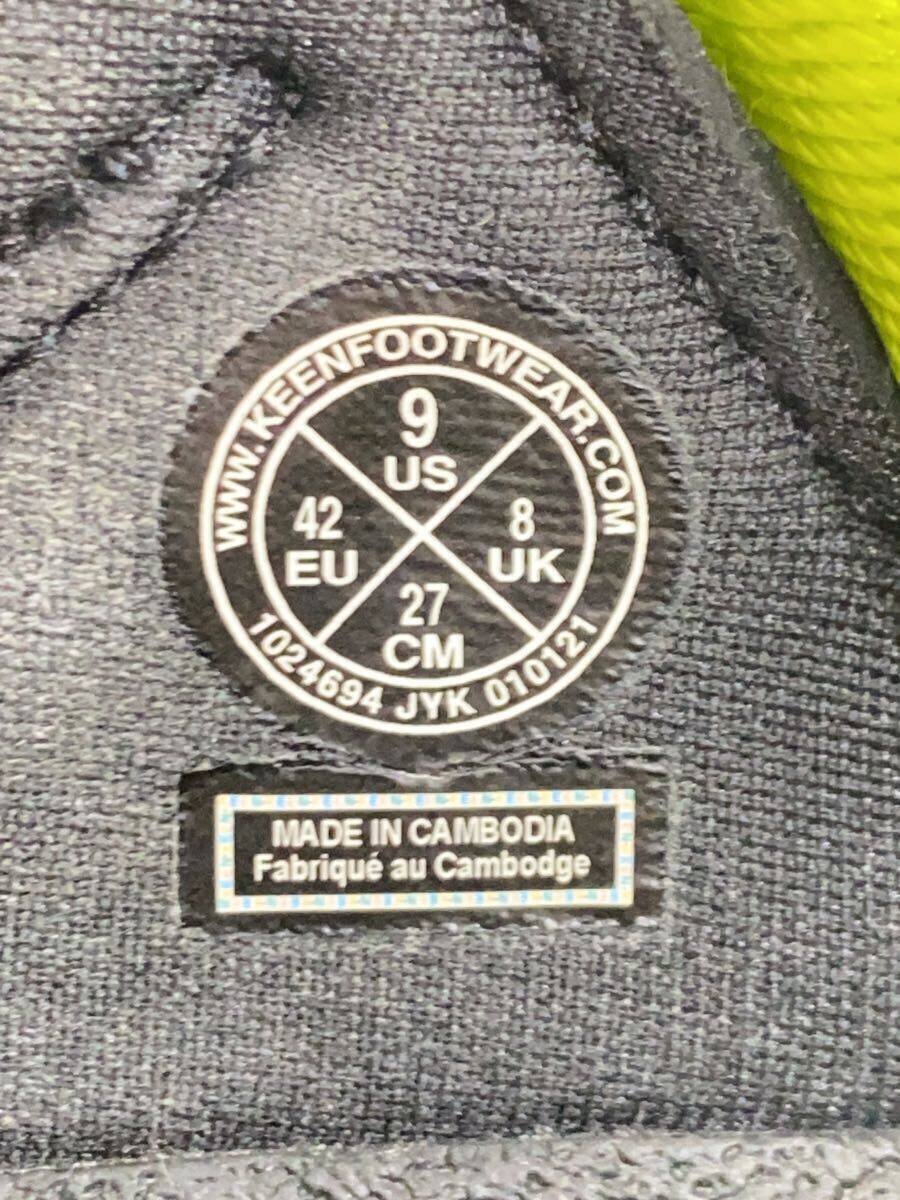 WWW.KEENFOOTWEAR.COM
9
US
42
EU
8
UK
27
CM
1024694 JYK 010121
MADE IN CAMBODIA
Fabriqué au Cambodge